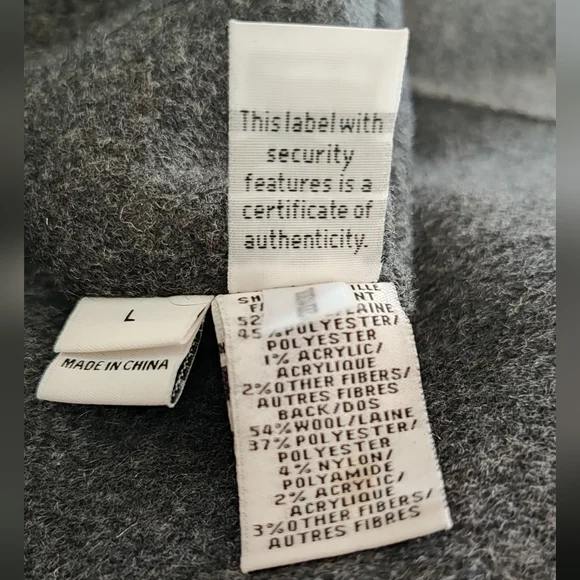 This label with
security
features is a
certificate of
authenticity.
L
MADE IN CHINA
52
45%POLYESTER/
POLYESTER
1% ACRYLIC/
ACRYLIQUE
2%OTHER FIBERS/
AUTRES FIBRES
BACK/DOS
54%WOOL/LAINE
37%POLYESTER/
POLYESTER
4% NYLON/
POLYAMIDE
2% ACRYLIC/
ACRYLIQUE
3%OTHER FIBERS/
AUTRES FIBRES